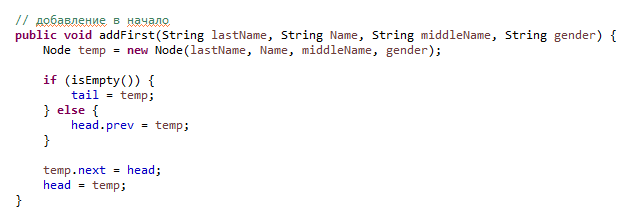 // добавление в начало
public void addFirst(String lastName, String Name, String middleName, String gender) {
    Node temp = new Node(lastName, Name, middleName, gender);

    if (isEmpty()) {
        tail = temp;
    } else {
        head.prev = temp;
    }

    temp.next = head;
    head = temp;
}